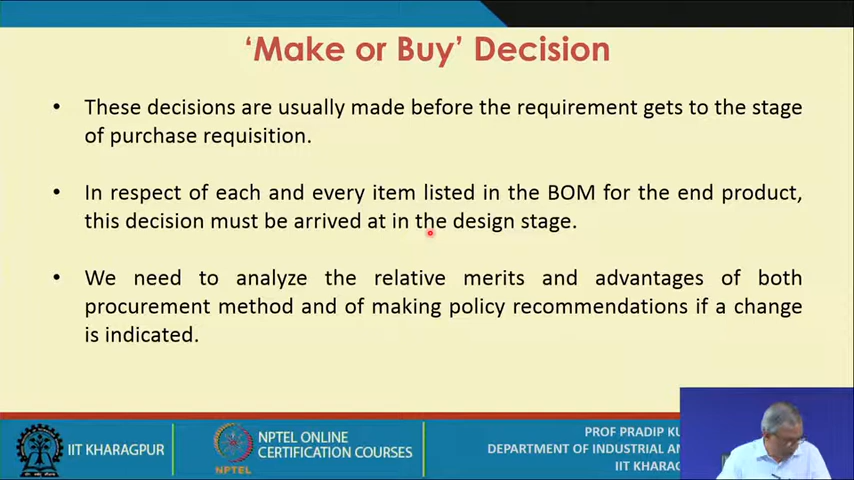 ‘Make or Buy’ Decision
• These decisions are usually made before the requirement gets to the stage
of purchase requisition.
• In respect of each and every item listed in the BOM for the end product,
this decision must be arrived at in the design stage.
• We need to analyze the relative merits and advantages of both
procurement method and of making policy recommendations if a change
is indicated.
IIT KHARAGPUR
NPTEL
NPTEL ONLINE
CERTIFICATION COURSES
PROF PRADIP
DEPARTMENT OF INDUSTRIAL
IIT